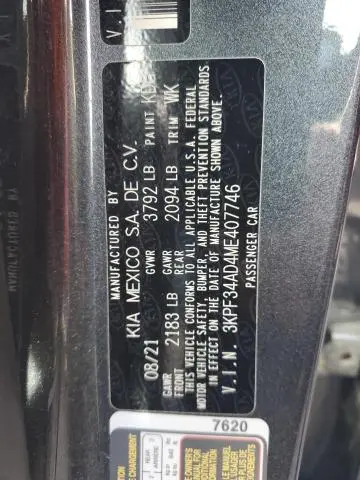 MANUFACTURED BY
KIA MEXICO S.A. DE C.V.
08/21 GVWR 3792 LB PAINT
GAWR FRONT 2183 LB GAWR REAR 2094 LB TRIM WK
THIS VEHICLE CONFORMS TO ALL APPLICABLE U.S.A. FEDERAL
MOTOR VEHICLE SAFETY, BUMPER, AND THEFT PREVENTION STANDARDS
IN EFFECT ON THE DATE OF MANUFACTURE SHOWN ABOVE.
V.I.N. 3KPF34AD4ME407746
PASSENGER CAR
7620